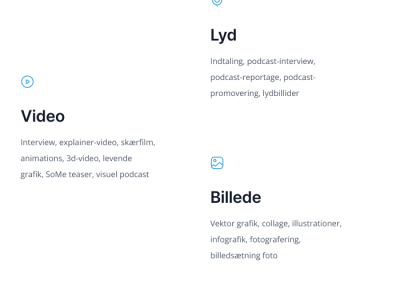 Lyd
Indtaling, podcast-interview,
podcast-reportage, podcast-
promovering, lydbillider
Video
Interview, explainer-video, skærfilm,
animations, 3d-video, levende
grafik, SoMe teaser, visuel podcast
Billede
Vektor grafik, collage, illustrationer,
infografik, fotografering,
billedsætning foto